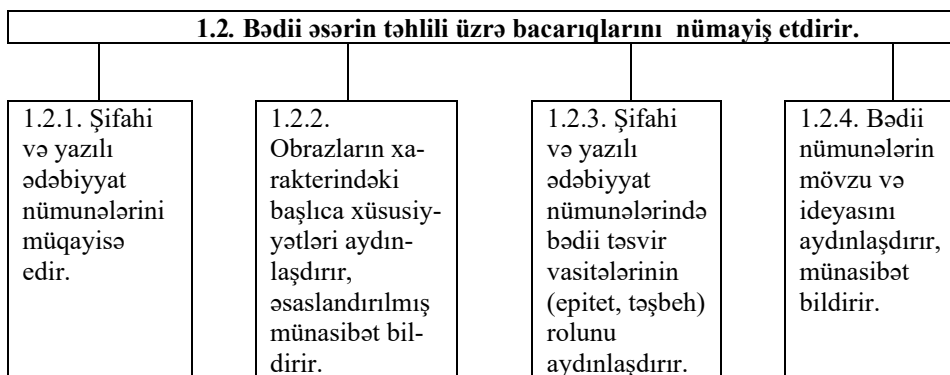 1.2. Bədii əsərin təhlili üzrə bacarıqlarını nümayiş etdirir.
1.2.1. Şifahi
və yazılı
ədəbiyyat
nümunələrini
müqayisə
edir.
1.2.2.
Obrazların xa-
rakterindəki
başlıca xüsusiy-
yətləri aydın-
laşdırır,
əsaslandırılmış
münasibət bil-
dirir.
1.2.3. Şifahi
və yazılı
ədəbiyyat
nümunələrində
bədii təsvir
vasitələrinin
(epitet, təşbeh)
rolunu
aydınlaşdırır.
1.2.4. Bədii
nümunələrin
mövzu və
ideyasını
aydınlaşdırır,
münasibət
bildirir.